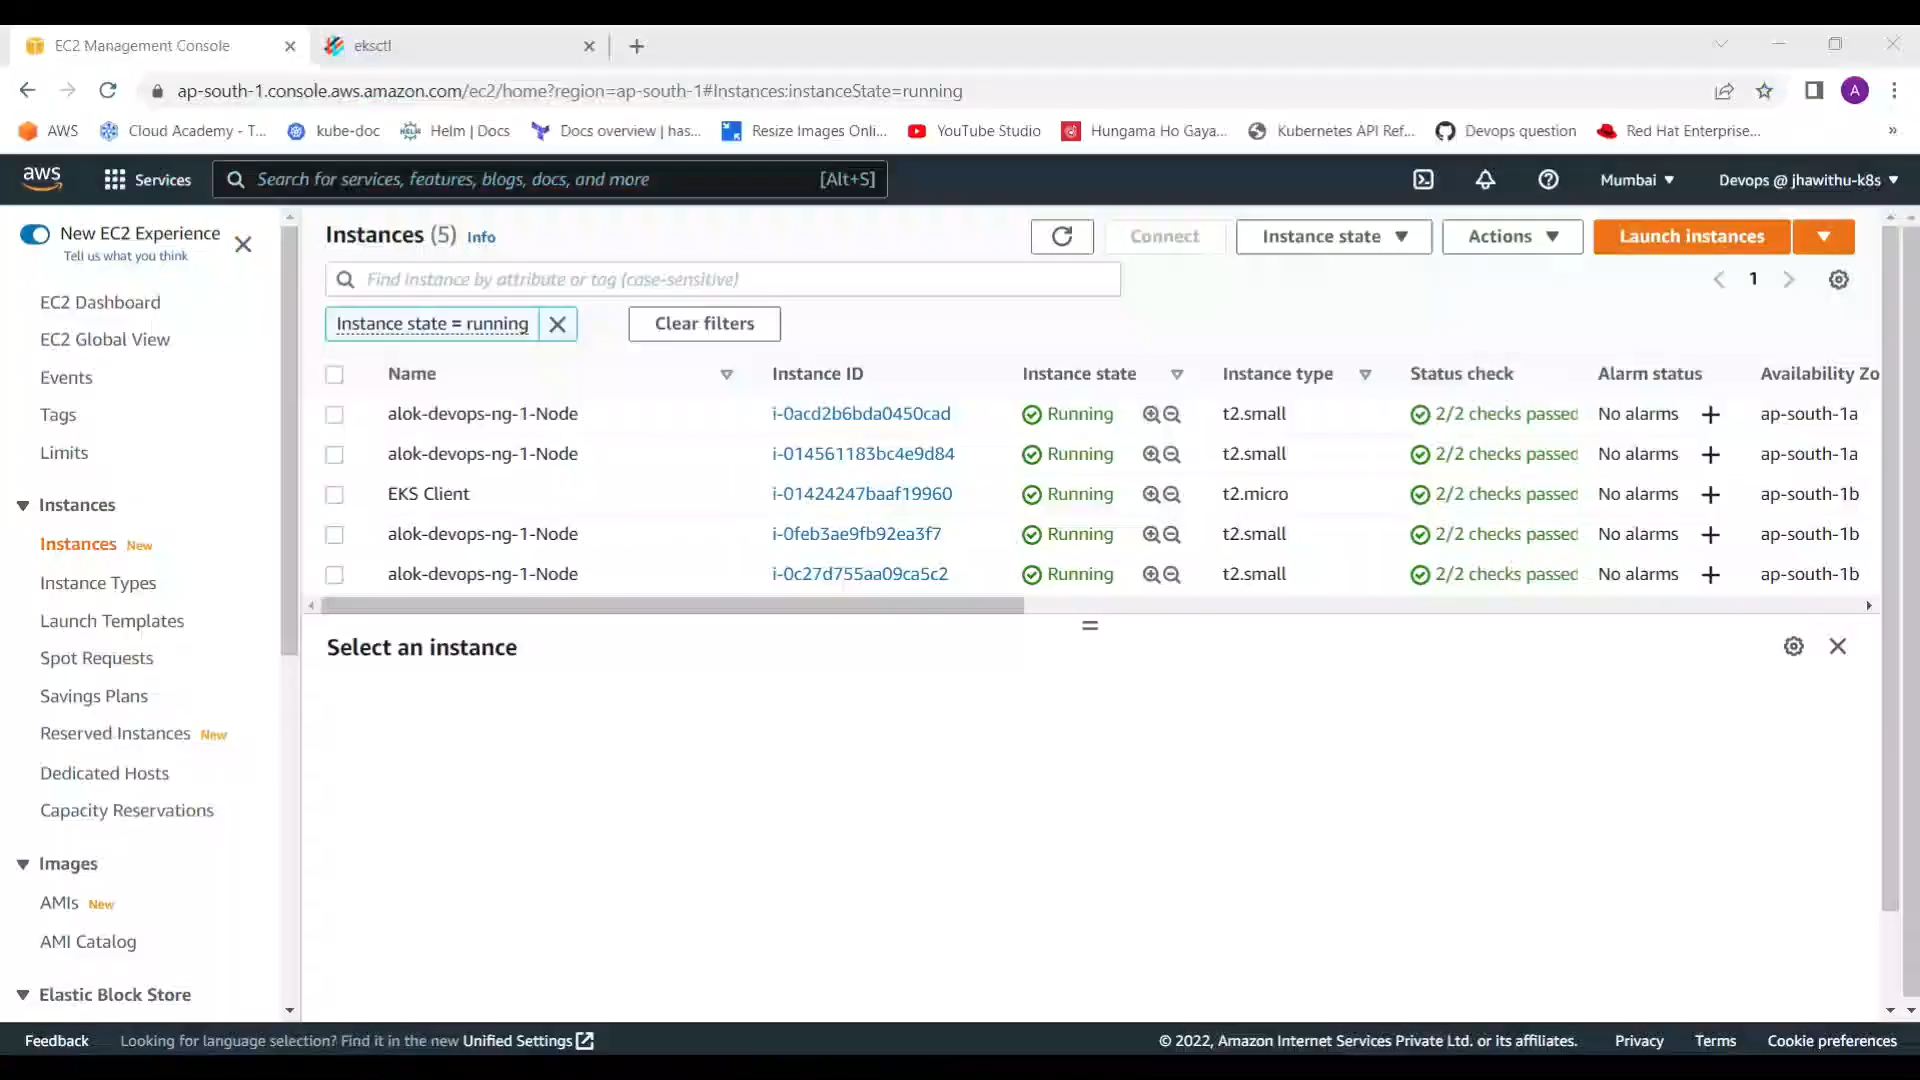 EC2 Management Console
eksctl
ap-south-1.console.aws.amazon.com/ec2/home?region=ap-south-1#Instances:instanceState=running
A
AWS
Cloud Academy - T...
kube-doc
Helm | Docs
Docs overview | has...
Resize Images Onli...
YouTube Studio
Hungama Ho Gaya...
Kubernetes API Ref...
Devops question
Red Hat Enterprise...
aws
Services
Search for services, features, blogs, docs, and more
[Alt+S]
Mumbai
Devops @ jhawithu-k8s
New EC2 Experience
Tell us what you think
EC2 Dashboard
EC2 Global View
Events
Tags
Limits
Instances
Instances New
Instance Types
Launch Templates
Spot Requests
Savings Plans
Reserved Instances New
Dedicated Hosts
Capacity Reservations
Images
AMIs New
AMI Catalog
Elastic Block Store
Instances (5) Info
Connect
Instance state
Actions
Launch instances
Find instance by attribute or tag (case-sensitive)
1
Instance state = running
Clear filters
Name Instance ID Instance state Instance type Status check Alarm status Availability Zo
alok-devops-ng-1-Node i-0acd2b6bda0450cad Running t2.small 2/2 checks passed No alarms + ap-south-1a
alok-devops-ng-1-Node i-014561183bc4e9d84 Running t2.small 2/2 checks passed No alarms + ap-south-1a
EKS Client i-01424247baaf19960 Running t2.micro 2/2 checks passed No alarms + ap-south-1b
alok-devops-ng-1-Node i-0feb3ae9fb92ea3f7 Running t2.small 2/2 checks passed No alarms + ap-south-1b
alok-devops-ng-1-Node i-0c27d755aa09ca5c2 Running t2.small 2/2 checks passed No alarms + ap-south-1b
Select an instance
Feedback
Looking for language selection? Find it in the new Unified Settings
© 2022, Amazon Internet Services Private Ltd. or its affiliates.
Privacy
Terms
Cookie preferences